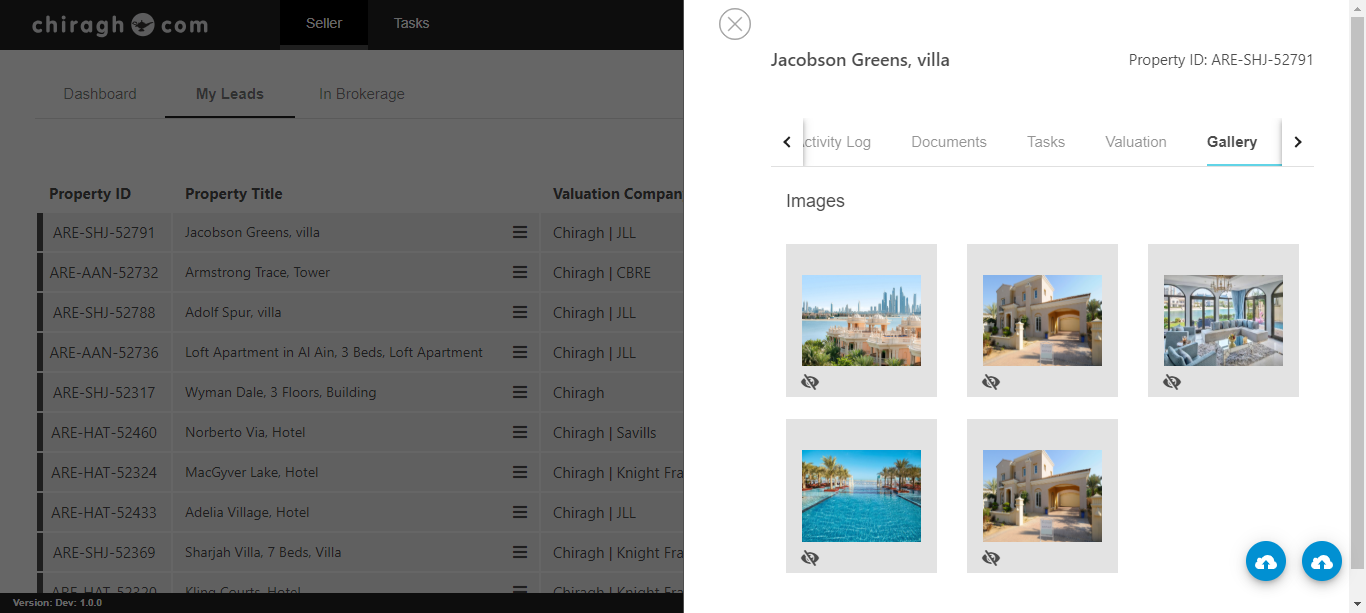 chiragh com
Seller
Tasks
Dashboard
My Leads
In Brokerage
Property ID
Property Title
Valuation Compan
ARE-SHJ-52791
Jacobson Greens, villa
Chiragh | JLL
ARE-AAN-52732
Armstrong Trace, Tower
Chiragh | CBRE
ARE-SHJ-52788
Adolf Spur, villa
Chiragh | JLL
ARE-AAN-52736
Loft Apartment in Al Ain, 3 Beds, Loft Apartment
Chiragh | JLL
ARE-SHJ-52317
Wyman Dale, 3 Floors, Building
Chiragh
ARE-HAT-52460
Norberto Via, Hotel
Chiragh | Savills
ARE-HAT-52324
MacGyver Lake, Hotel
Chiragh | Knight Fra
ARE-HAT-52433
Adelia Village, Hotel
Chiragh | JLL
ARE-SHJ-52369
Sharjah Villa, 7 Beds, Villa
Chiragh | Knight Fra
ARE-HAT-52320
Kling Courts, Hotel
Chiragh | Knight Fra
Version: Dev: 1.0.0
Jacobson Greens, villa
Property ID: ARE-SHJ-52791
ctivity Log
Documents
Tasks
Valuation
Gallery
Images